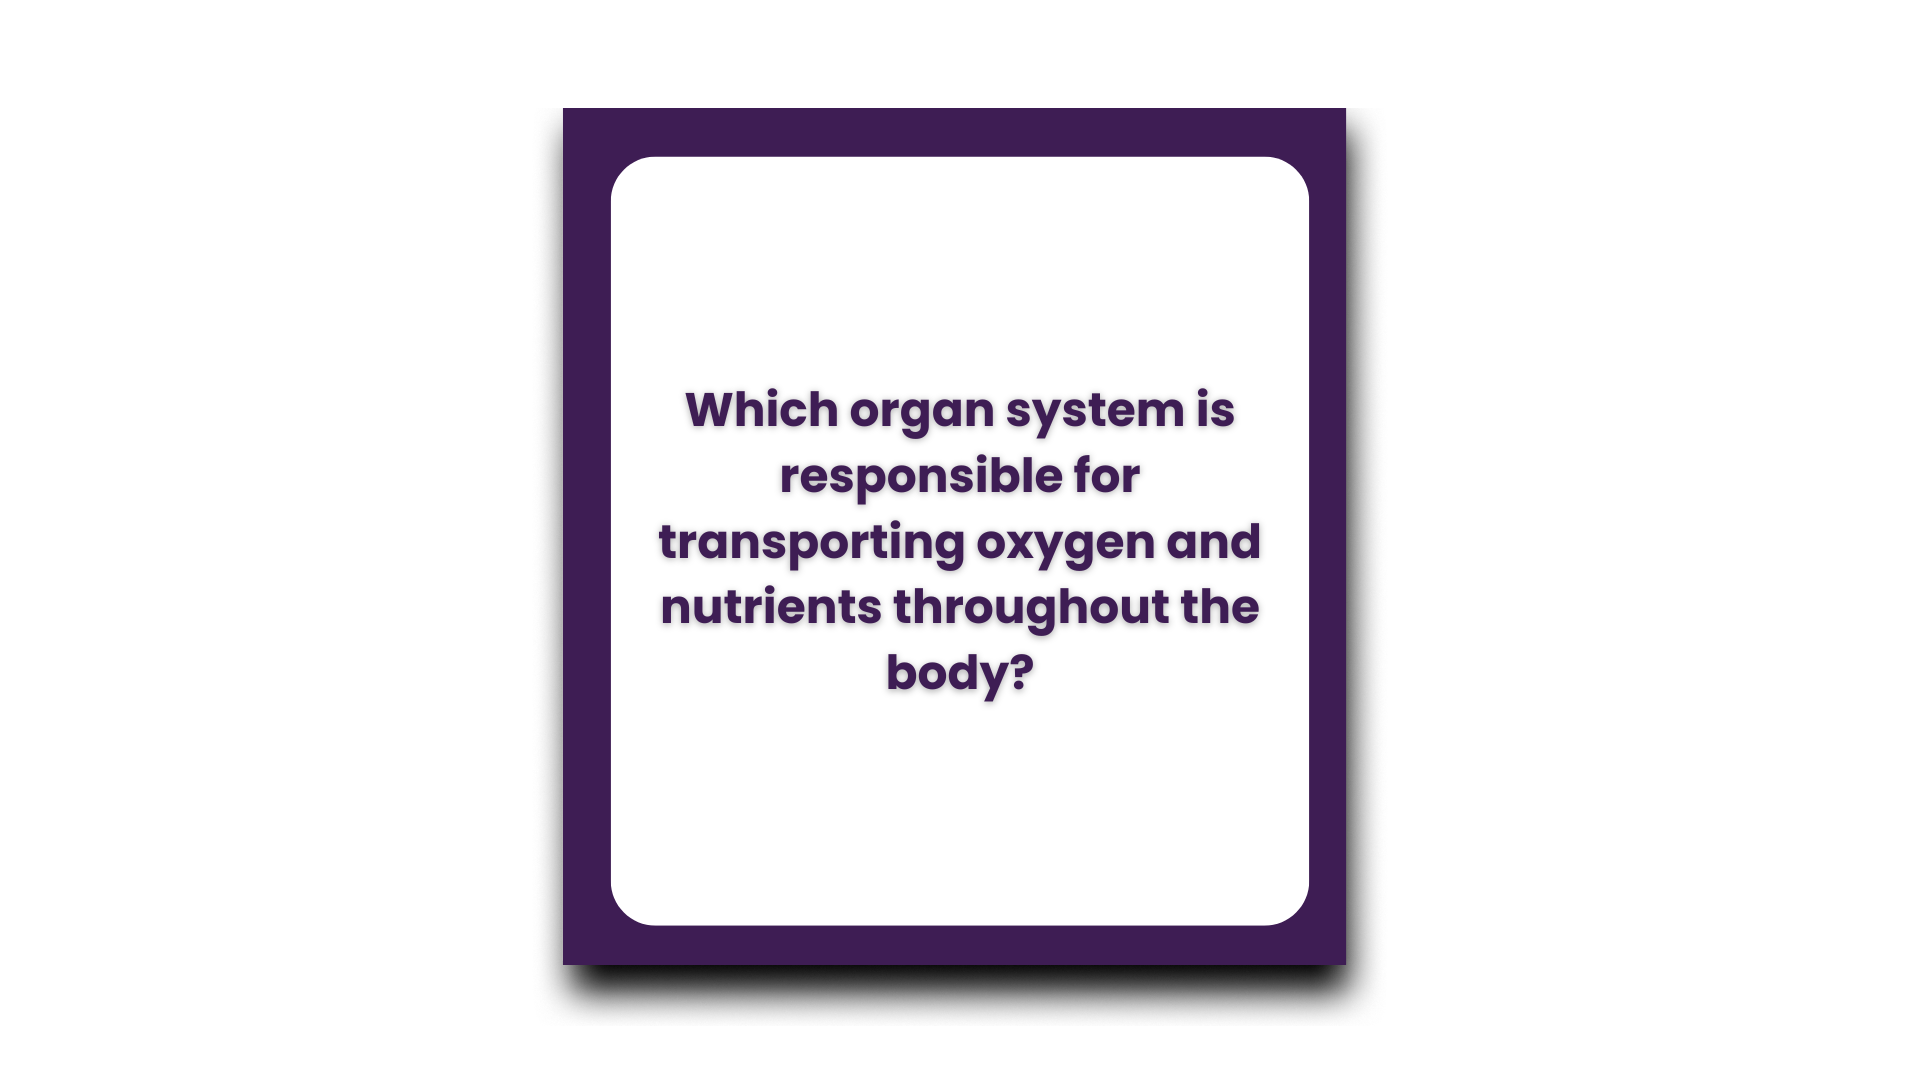 Which organ system is
responsible for
transporting oxygen and
nutrients throughout the
body?